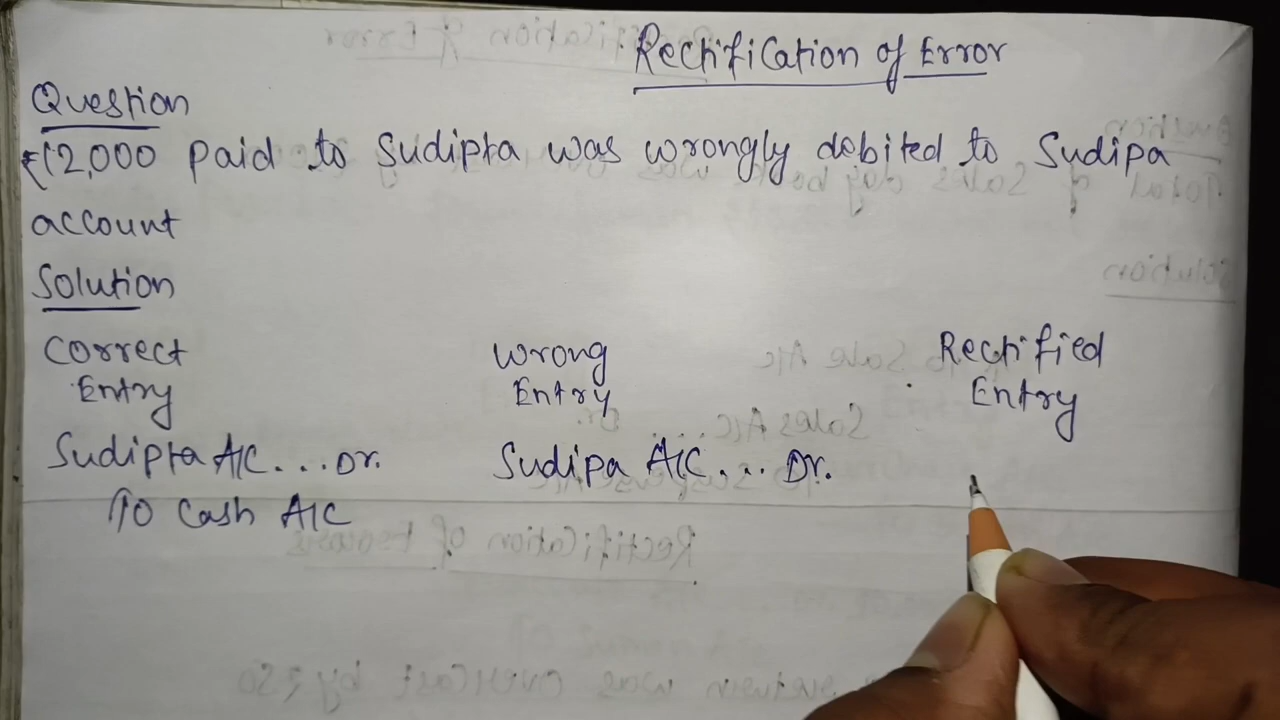 Rectification of Error
Question
₹12,000 paid to Sudipta was wrongly debited to Sudipa
account
Solution
Correct Entry
Wrong Entry
Rectified Entry
Sudipta A/C...Dr.
To Cash A/C
Sudipa A/C... Dr.